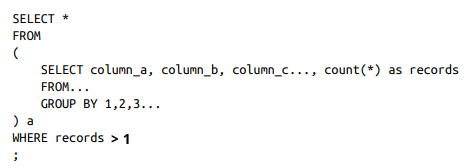 SELECT *
FROM
(
    SELECT column_a, column_b, column_c..., count(*) as records
    FROM...
    GROUP BY 1,2,3...
) a
WHERE records > 1
;